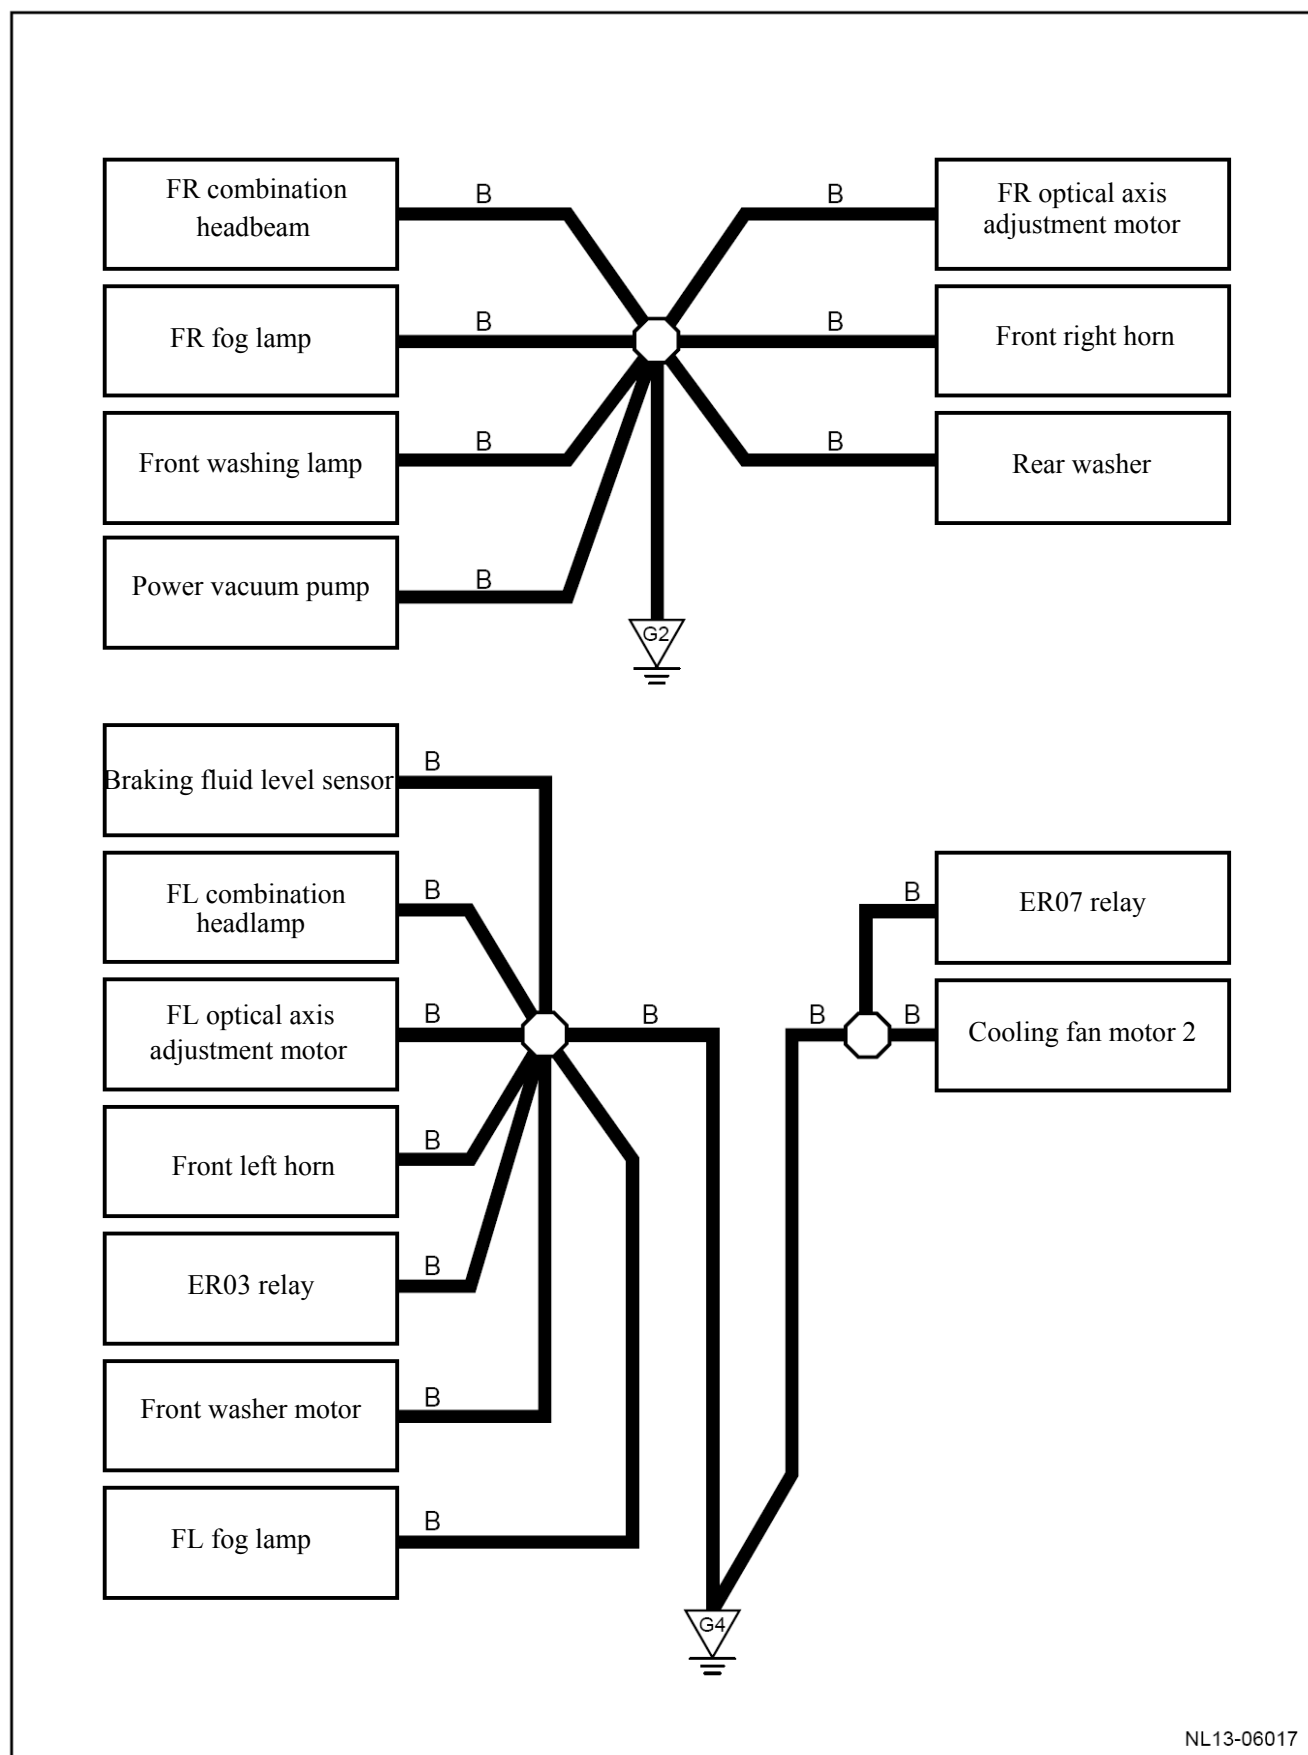 FR combination
headbeam
B
B
FR optical axis
adjustment motor
FR fog lamp
B
B
Front right horn
Front washing lamp
B
B
Rear washer
Power vacuum pump
B
G2
Braking fluid level sensor
B
FL combination
headlamp
B
B
ER07 relay
FL optical axis
adjustment motor
B
B
B
B
Cooling fan motor 2
Front left horn
B
ER03 relay
B
Front washer motor
B
FL fog lamp
B
G4
NL13-06017